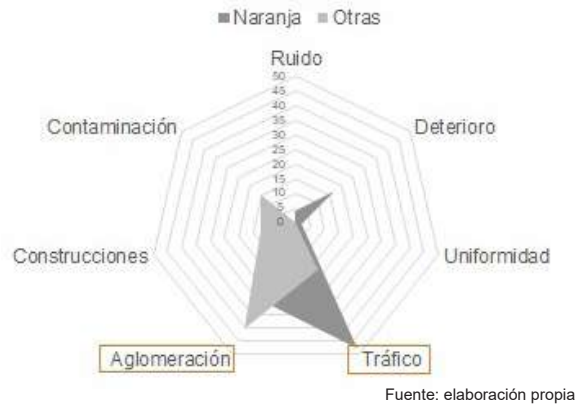 Naranja Otras
Ruido
50
45
40
35
30
25
20
15
10
5
0
Contaminación
Deterioro
Construcciones
Uniformidad
Aglomeración
Tráfico
Fuente: elaboración propia